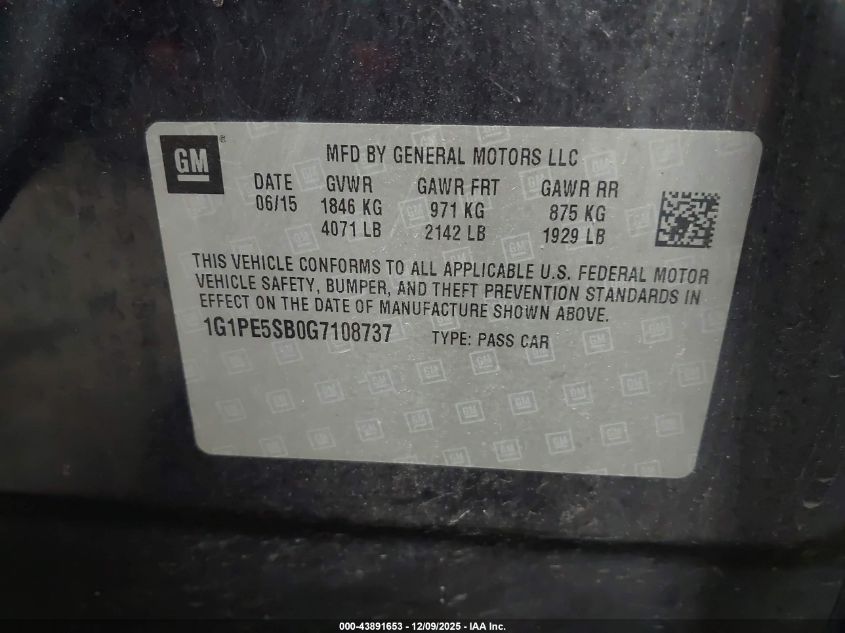 GM ®
MFD BY GENERAL MOTORS LLC
DATE GVWR GAWR FRT GAWR RR
06/15 1846 KG 971 KG 875 KG
4071 LB 2142 LB 1929 LB
THIS VEHICLE CONFORMS TO ALL APPLICABLE U.S. FEDERAL MOTOR
VEHICLE SAFETY, BUMPER, AND THEFT PREVENTION STANDARDS IN
EFFECT ON THE DATE OF MANUFACTURE SHOWN ABOVE.
1G1PE5SB0G7108737 TYPE: PASS CAR
000-43891653 - 12/09/2025 - IAA Inc.